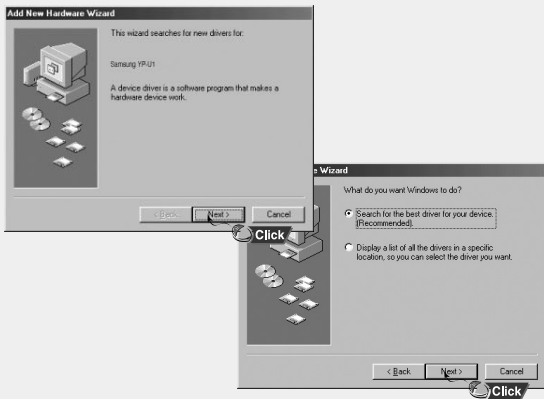 Add New Hardware Wizard
This wizard searches for new drivers for:
Samsung YP-U1
A device driver is a software program that makes a
hardware device work.
< Back
Next >
Cancel
Click
e Wizard
What do you want Windows to do?
Search for the best driver for your device.
(Recommended).
Display a list of all the drivers in a specific
location, so you can select the driver you want.
< Back
Next >
Cancel
Click